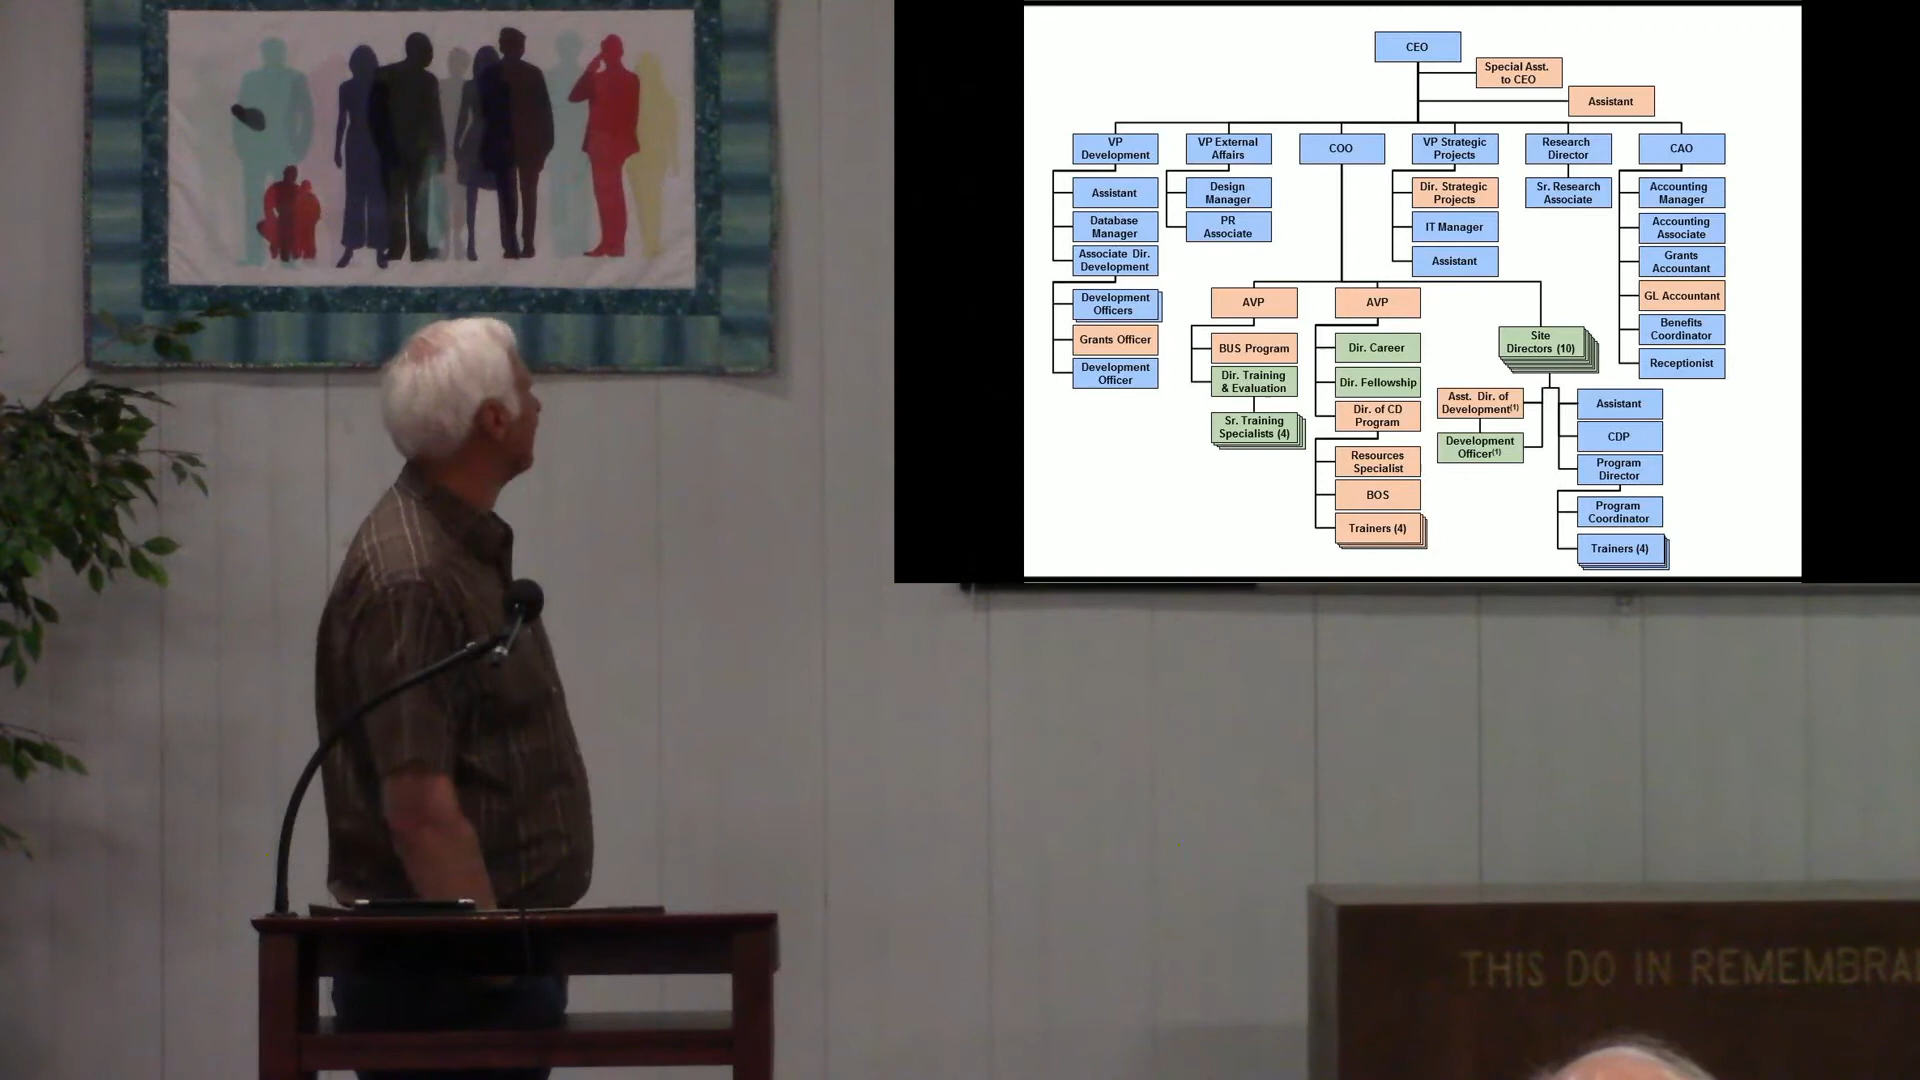 CEO
Special Asst.
to CEO
Assistant
VP
Development
VP External
Affairs
COO
VP Strategic
Projects
Research
Director
CAO
Assistant
Database
Manager
Associate Dir.
Development
Development
Officers
Grants Officer
Development
Officer
Design
Manager
PR
Associate
AVP
BUS Program
Dir. Training
& Evaluation
Sr. Training
Specialists (4)
AVP
Dir. Career
Dir. Fellowship
Dir. of CD
Program
Resources
Specialist
BOS
Trainers (4)
Dir. Strategic
Projects
IT Manager
Assistant
Sr. Research
Associate
Site
Directors (10)
Asst. Dir. of
Development(1)
Development
Officer(1)
Assistant
CDP
Program
Director
Program
Coordinator
Trainers (4)
Accounting
Manager
Accounting
Associate
Grants
Accountant
GL Accountant
Benefits
Coordinator
Receptionist
THIS DO IN REMEMBRA